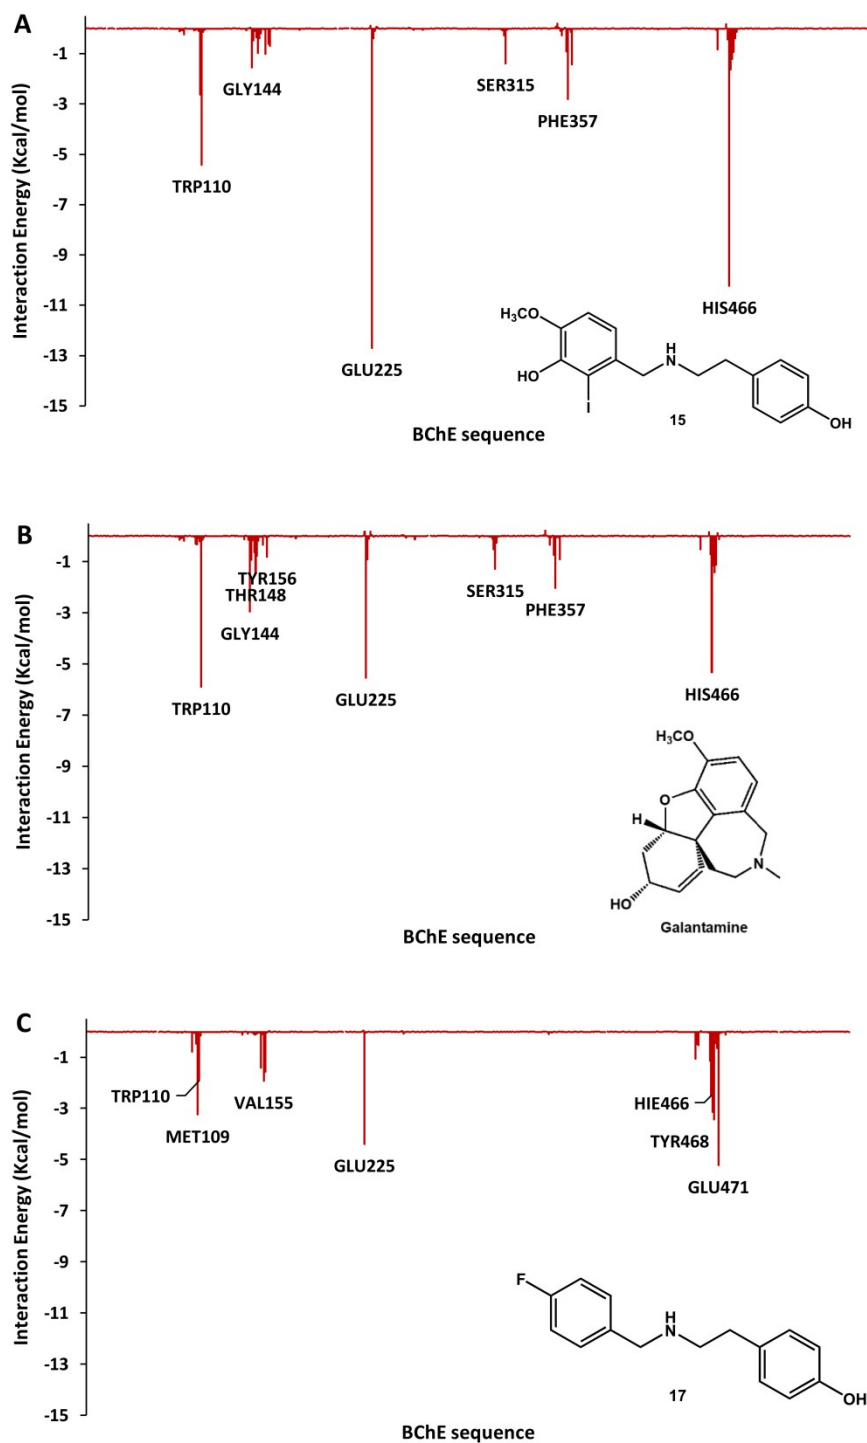 A
Interaction Energy (Kcal/mol)
-1
-3
-5
-7
-9
-11
-13
-15
GLY144
TRP110
GLU225
SER315
PHE357
HIS466
H3CO
HO
I
H
N
OH
15
BChE sequence
B
Interaction Energy (Kcal/mol)
-1
-3
-5
-7
-9
-11
-13
-15
TYR156
THR148
GLY144
TRP110
GLU225
SER315
PHE357
HIS466
H3CO
O
H
N
HO
Galantamine
BChE sequence
C
Interaction Energy (Kcal/mol)
-1
-3
-5
-7
-9
-11
-13
-15
TRP110
VAL155
MET109
GLU225
HIE466
TYR468
GLU471
F
H
N
OH
17
BChE sequence